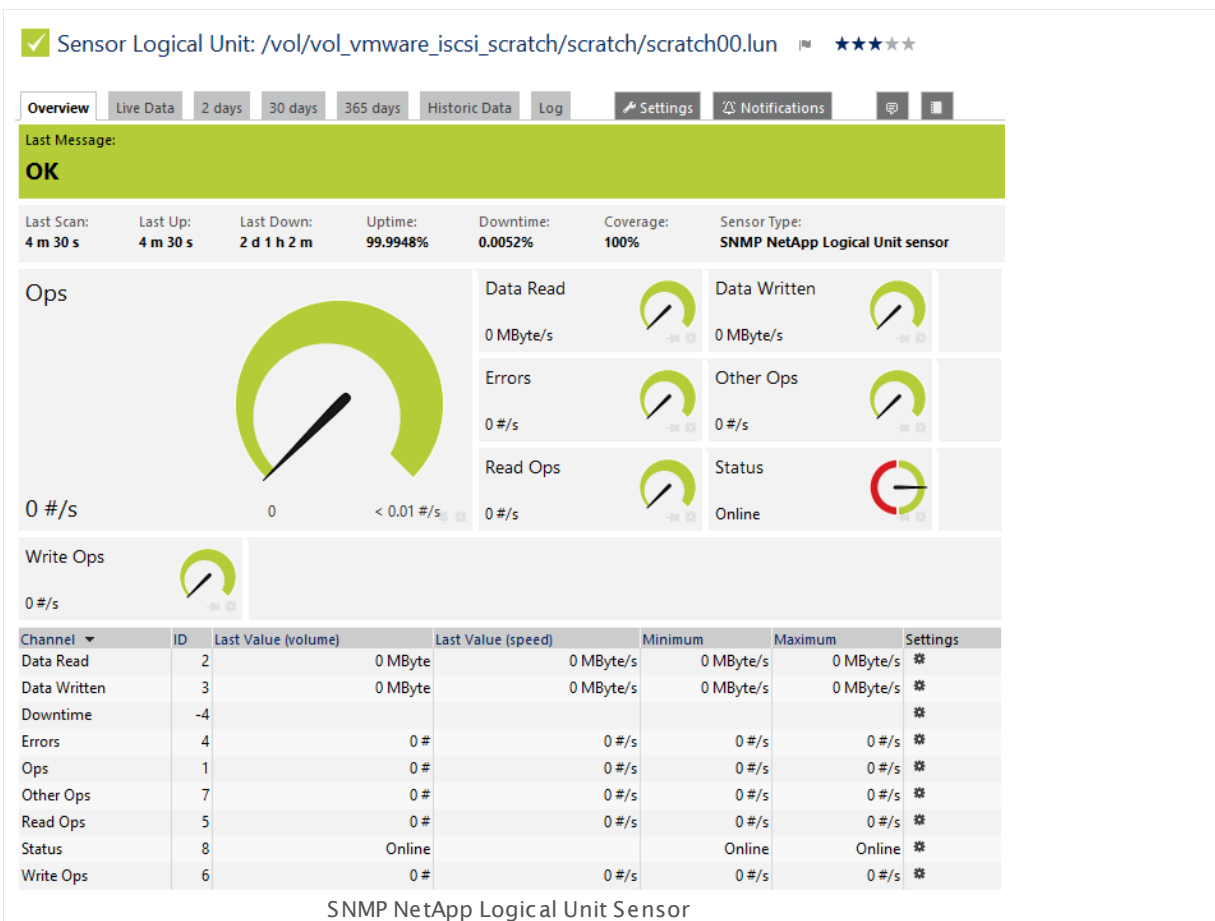 Sensor Logical Unit: /vol/vol_vmware_iscsi_scratch/scratch/scratch00.lun
Overview Live Data 2 days 30 days 365 days Historic Data Log Settings Notifications
Last Message:
OK
Last Scan: Last Up: Last Down: Uptime: Downtime: Coverage: Sensor Type:
4 m 30 s 4 m 30 s 2 d 1 h 2 m 99.9948% 0.0052% 100% SNMP NetApp Logical Unit sensor
Ops
0 #/s
0 < 0.01 #/s
Data Read
0 MByte/s
Data Written
0 MByte/s
Errors
0 #/s
Other Ops
0 #/s
Read Ops
0 #/s
Status
Online
Write Ops
0 #/s
Channel ID Last Value (volume) Last Value (speed) Minimum Maximum Settings
Data Read 2 0 MByte 0 MByte/s 0 MByte/s 0 MByte/s
Data Written 3 0 MByte 0 MByte/s 0 MByte/s 0 MByte/s
Downtime -4
Errors 4 0 # 0 #/s 0 #/s 0 #/s
Ops 1 0 # 0 #/s 0 #/s 0 #/s
Other Ops 7 0 # 0 #/s 0 #/s 0 #/s
Read Ops 5 0 # 0 #/s 0 #/s 0 #/s
Status 8 Online Online Online
Write Ops 6 0 # 0 #/s 0 #/s 0 #/s
SNMP NetApp Logical Unit Sensor